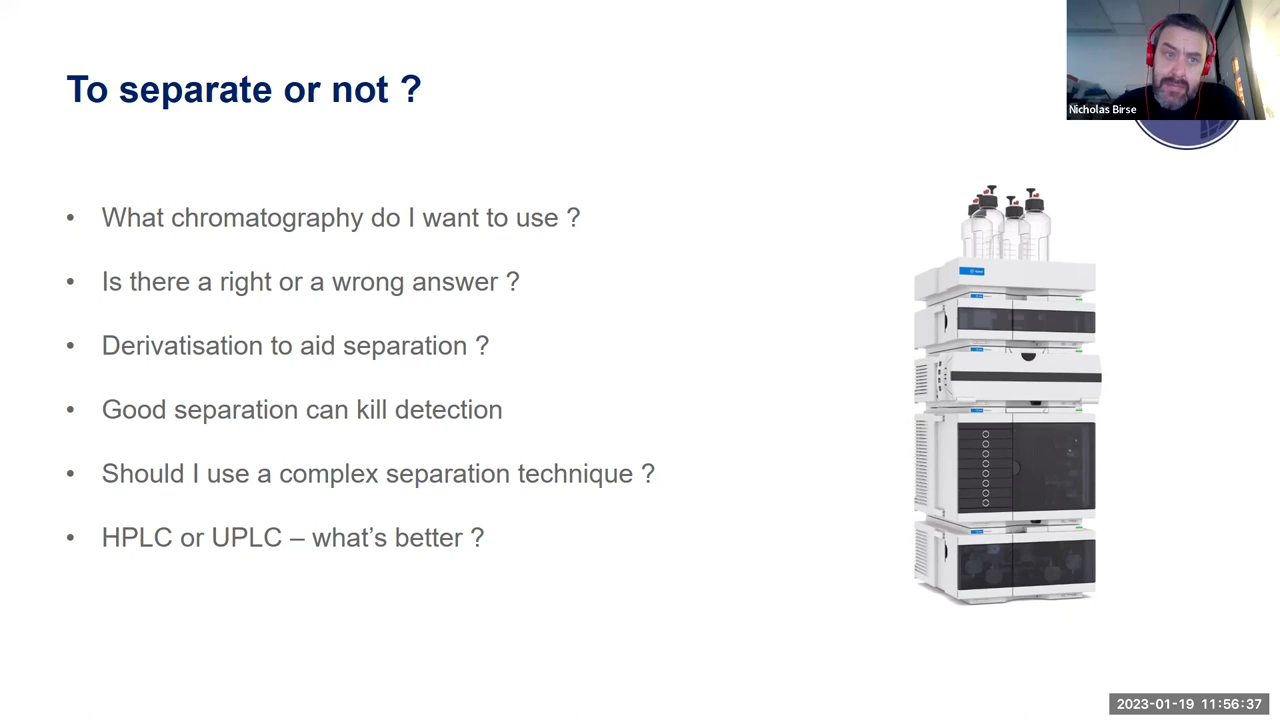 To separate or not ?
Nicholas Birse
• What chromatography do I want to use ?
• Is there a right or a wrong answer ?
• Derivatisation to aid separation ?
• Good separation can kill detection
• Should I use a complex separation technique ?
• HPLC or UPLC – what’s better ?
2023-01-19 11:56:37